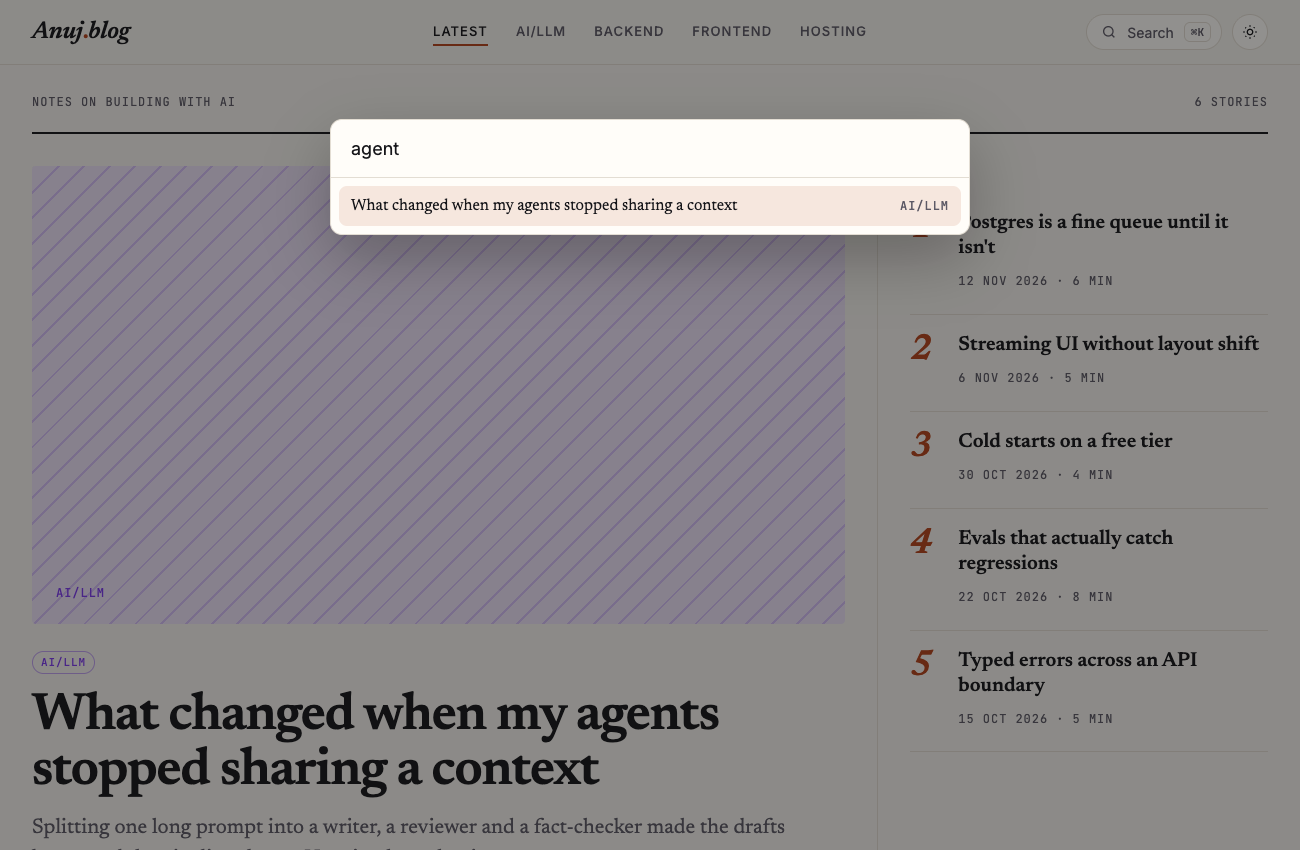 Anuj.blog
LATEST
AI/LLM
BACKEND
FRONTEND
HOSTING
Search ⌘K
NOTES ON BUILDING WITH AI
6 STORIES
agent
What changed when my agents stopped sharing a context
AI/LLM
AI/LLM
AI/LLM
What changed when my agents
stopped sharing a context
Splitting one long prompt into a writer, a reviewer and a fact-checker made the drafts
Postgres is a fine queue until it
isn't
12 NOV 2026 · 6 MIN
2
Streaming UI without layout shift
6 NOV 2026 · 5 MIN
3
Cold starts on a free tier
30 OCT 2026 · 4 MIN
4
Evals that actually catch
regressions
22 OCT 2026 · 8 MIN
5
Typed errors across an API
boundary
15 OCT 2026 · 5 MIN